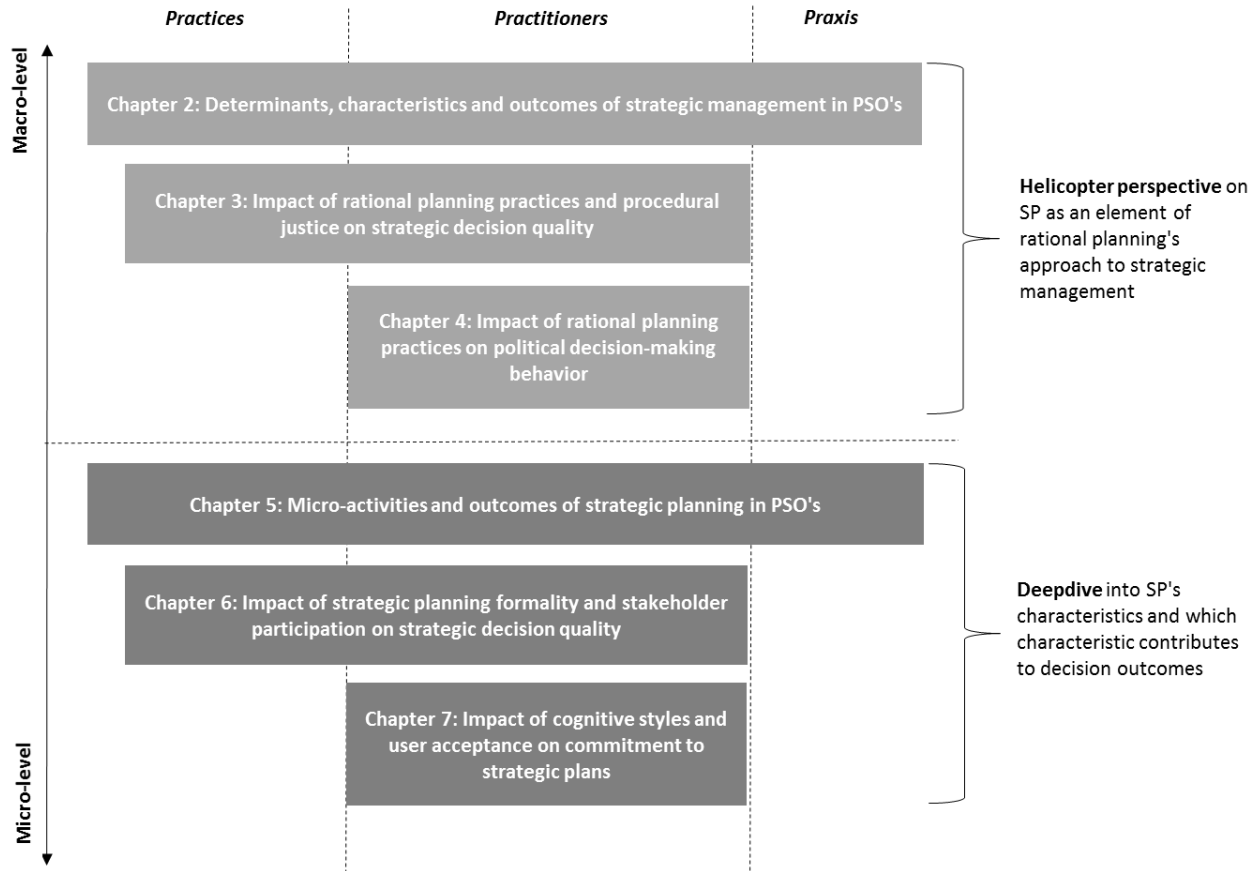 Practices
Practitioners
Praxis
Macro-level
Chapter 2: Determinants, characteristics and outcomes of strategic management in PSO's
Chapter 3: Impact of rational planning practices and procedural
justice on strategic decision quality
Chapter 4: Impact of rational planning
practices on political decision-making
behavior
Helicopter perspective on
SP as an element of
rational planning's
approach to strategic
management
Chapter 5: Micro-activities and outcomes of strategic planning in PSO's
Chapter 6: Impact of strategic planning formality and stakeholder
participation on strategic decision quality
Chapter 7: Impact of cognitive styles and
user acceptance on commitment to
strategic plans
Deepdive into SP's
characteristics and which
characteristic contributes
to decision outcomes
Micro-level